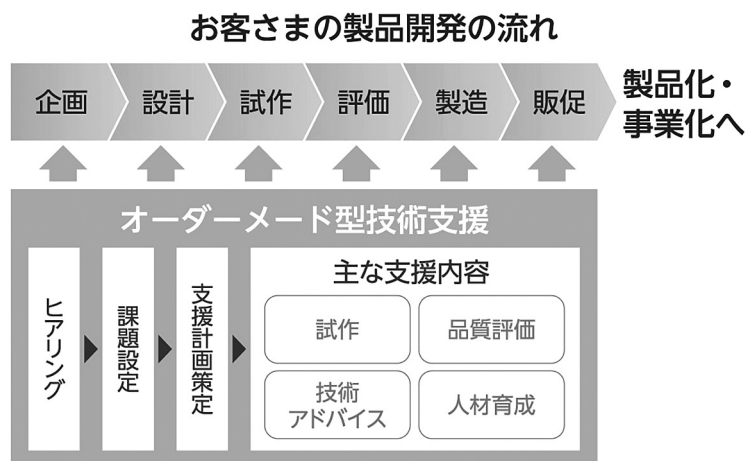 お客さまの製品開発の流れ
企画
設計
試作
評価
製造
販促
製品化・
事業化へ
オーダーメード型技術支援
ヒアリング
課題設定
支援計画策定
主な支援内容
試作
品質評価
技術
アドバイス
人材育成